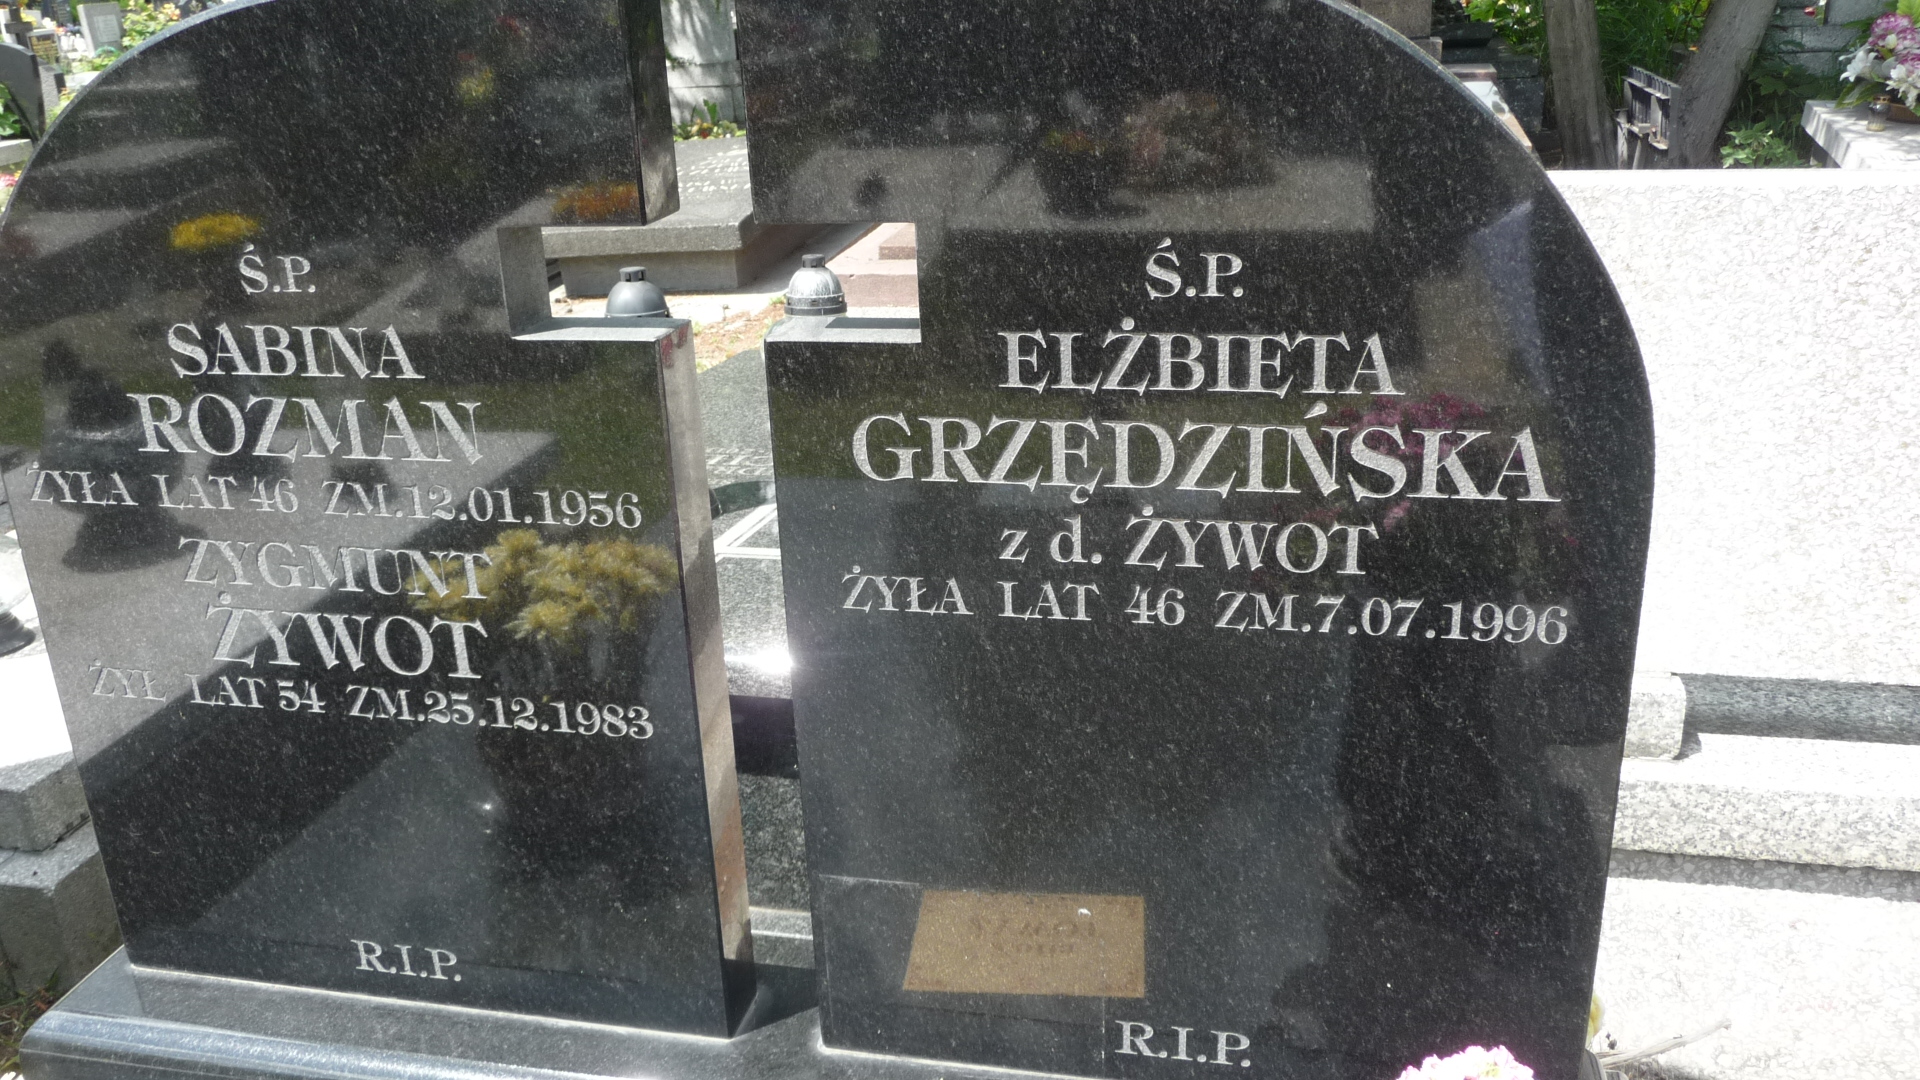 Ś.P.
SABINA
ROZMAN
ŻYŁA LAT 46 ZM.12.01.1956
ZYGMUNT
ŻYWOT
ŻYŁ LAT 54 ZM.25.12.1983
R.I.P.
Ś.P.
ELŻBIETA
GRZĘDZIŃSKA
z d. ŻYWOT
ŻYŁA LAT 46 ZM.7.07.1996
R.I.P.